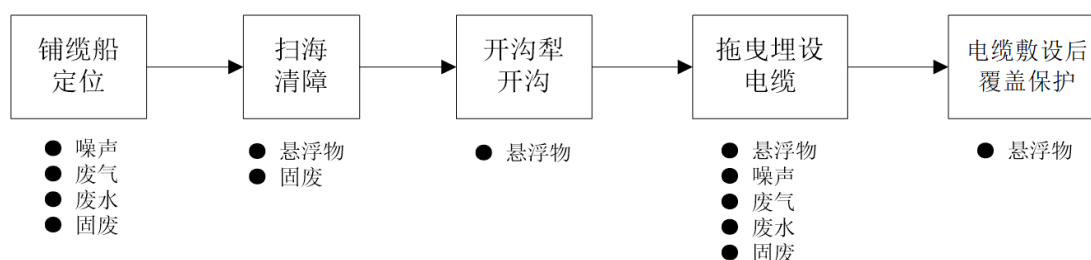 铺缆船
定位
扫海
清障
开沟犁
开沟
拖曳埋设
电缆
电缆敷设后
覆盖保护
● 噪声
● 废气
● 废水
● 固废
● 悬浮物
● 固废
● 悬浮物
● 悬浮物
● 噪声
● 废气
● 废水
● 固废
● 悬浮物